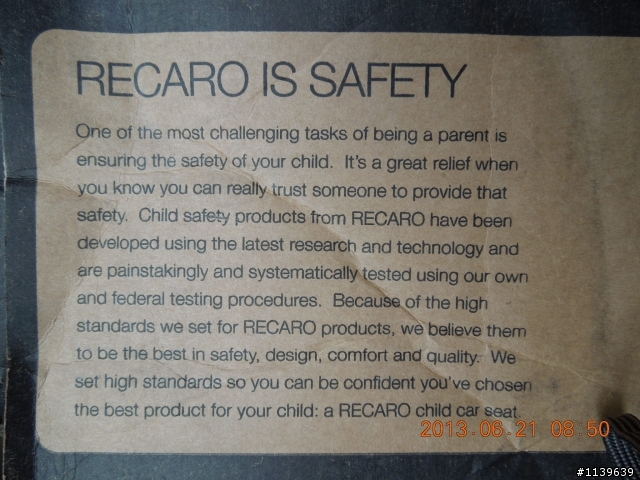 RECARO IS SAFETY
One of the most challenging tasks of being a parent is
ensuring the safety of your child. It's a great relief when
you know you can really trust someone to provide that
safety. Child safety products from RECARO have been
developed using the latest research and technology and
are painstakingly and systematically tested using our own
and federal testing procedures. Because of the high
standards we set for RECARO products, we believe them
to be the best in safety, design, comfort and quality. We
set high standards so you can be confident you've chosen
the best product for your child: a RECARO child car seat.
2013.06.21 08:50
#1139639